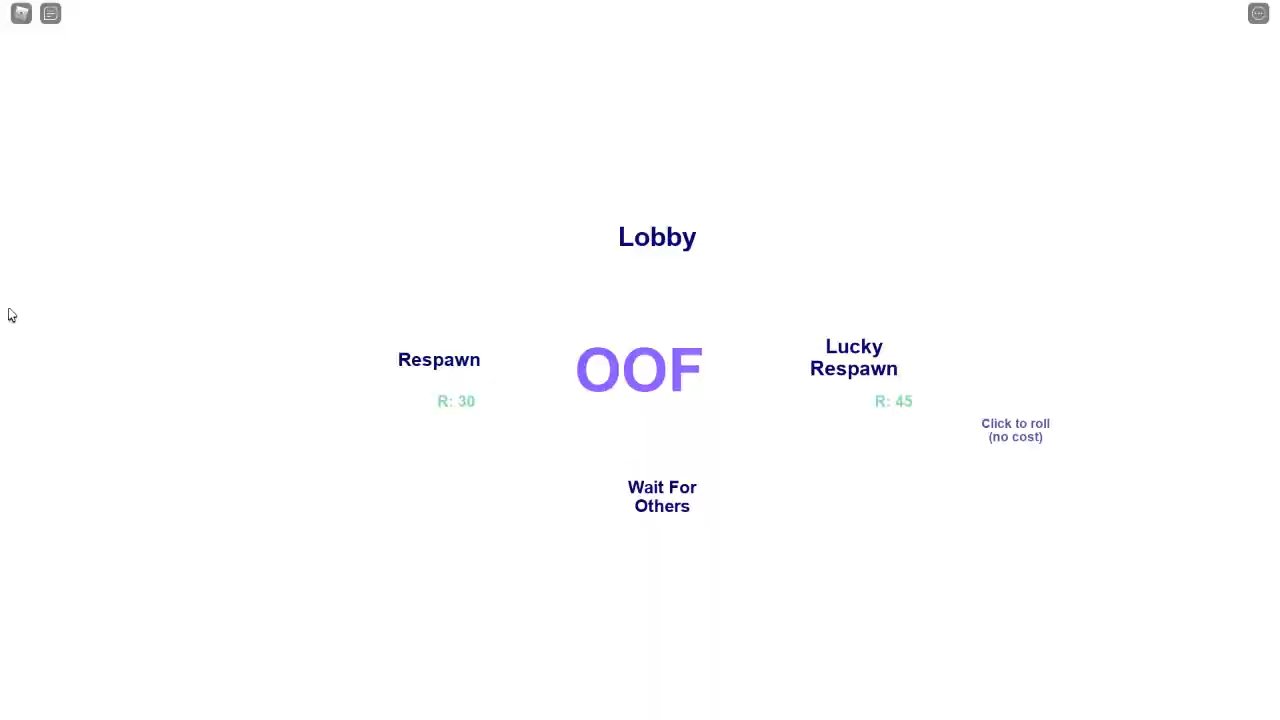 Lobby
Respawn
R: 30
OOF
Lucky
Respawn
R: 45
Click to roll
(no cost)
Wait For
Others